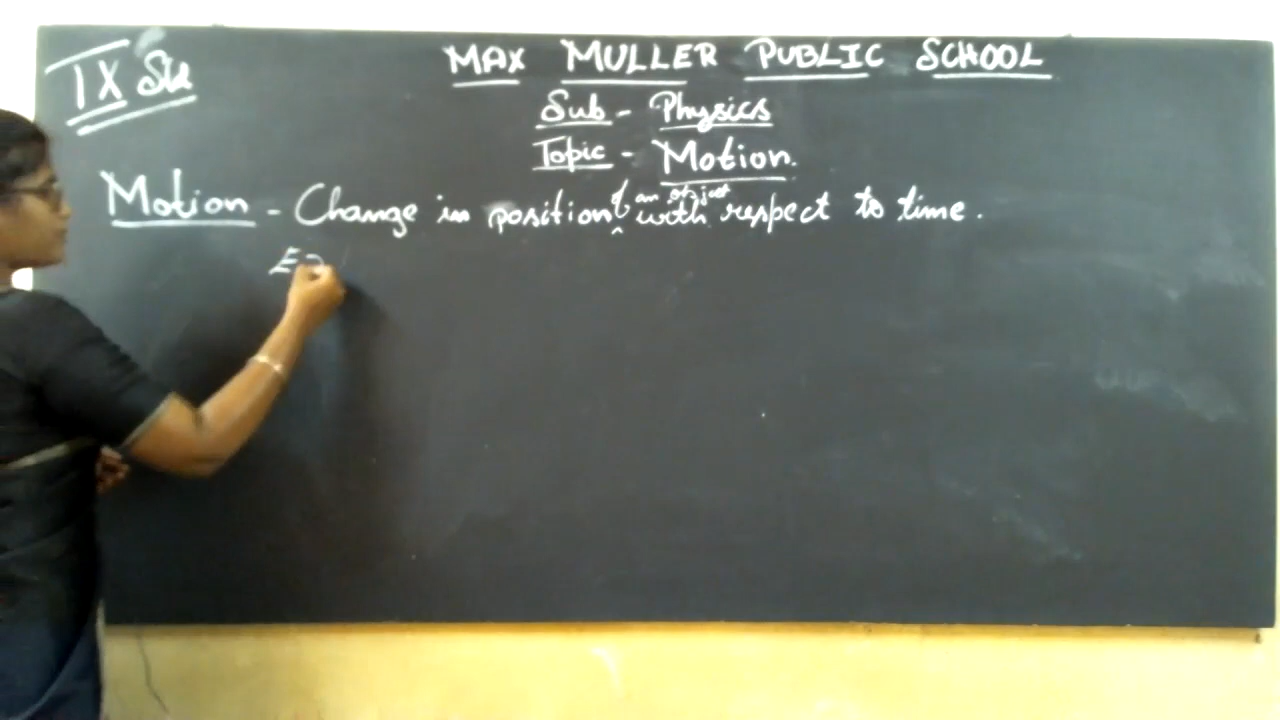 IX Std
MAX MULLER PUBLIC SCHOOL
Sub - Physics
Topic - Motion.
Motion - Change in position of an object with respect to time.